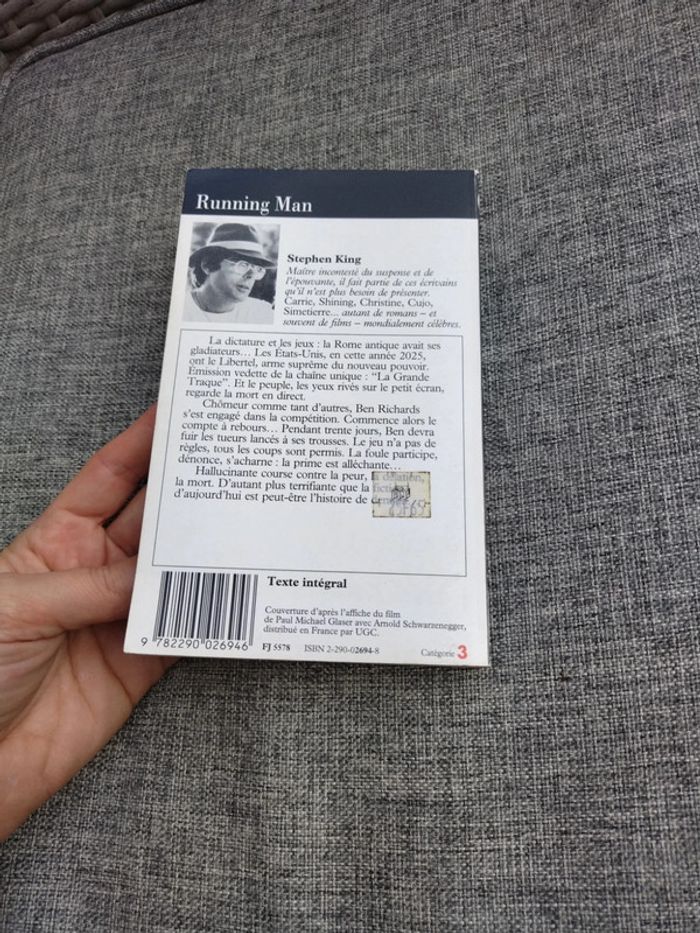 Running Man
Stephen King
Maître incontesté du suspense et de
l'épouvante, il fait partie de ces écrivains
qu'il n'est plus besoin de présenter.
Carrie, Shining, Christine, Cujo,
Simetierre... autant de romans – et
souvent de films – mondialement célèbres.
La dictature et les jeux : la Rome antique avait ses
gladiateurs... Les États-Unis, en cette année 2025,
ont le Libertel, arme suprême du nouveau pouvoir.
Émission vedette de la chaîne unique : "La Grande
Traque". Et le peuple, les yeux rivés sur le petit écran,
regarde la mort en direct.
Chômeur comme tant d'autres, Ben Richards
s'est engagé dans la compétition. Commence alors le
compte à rebours... Pendant trente jours, Ben devra
fuir les tueurs lancés à ses trousses. Le jeu n'a pas de
règles, tous les coups sont permis. La foule participe,
dénonce, s'acharne : la prime est alléchante...
Hallucinante course contre la peur, la délation,
la mort. D'autant plus terrifiante que la fiction
d'aujourd'hui est peut-être l'histoire de
Texte intégral
Couverture d'après l'affiche du film
de Paul Michael Glaser avec Arnold Schwarzenegger,
distribué en France par UGC.
9 782290 026946
FJ 5578 ISBN 2-290-02694-8
Catégorie 3